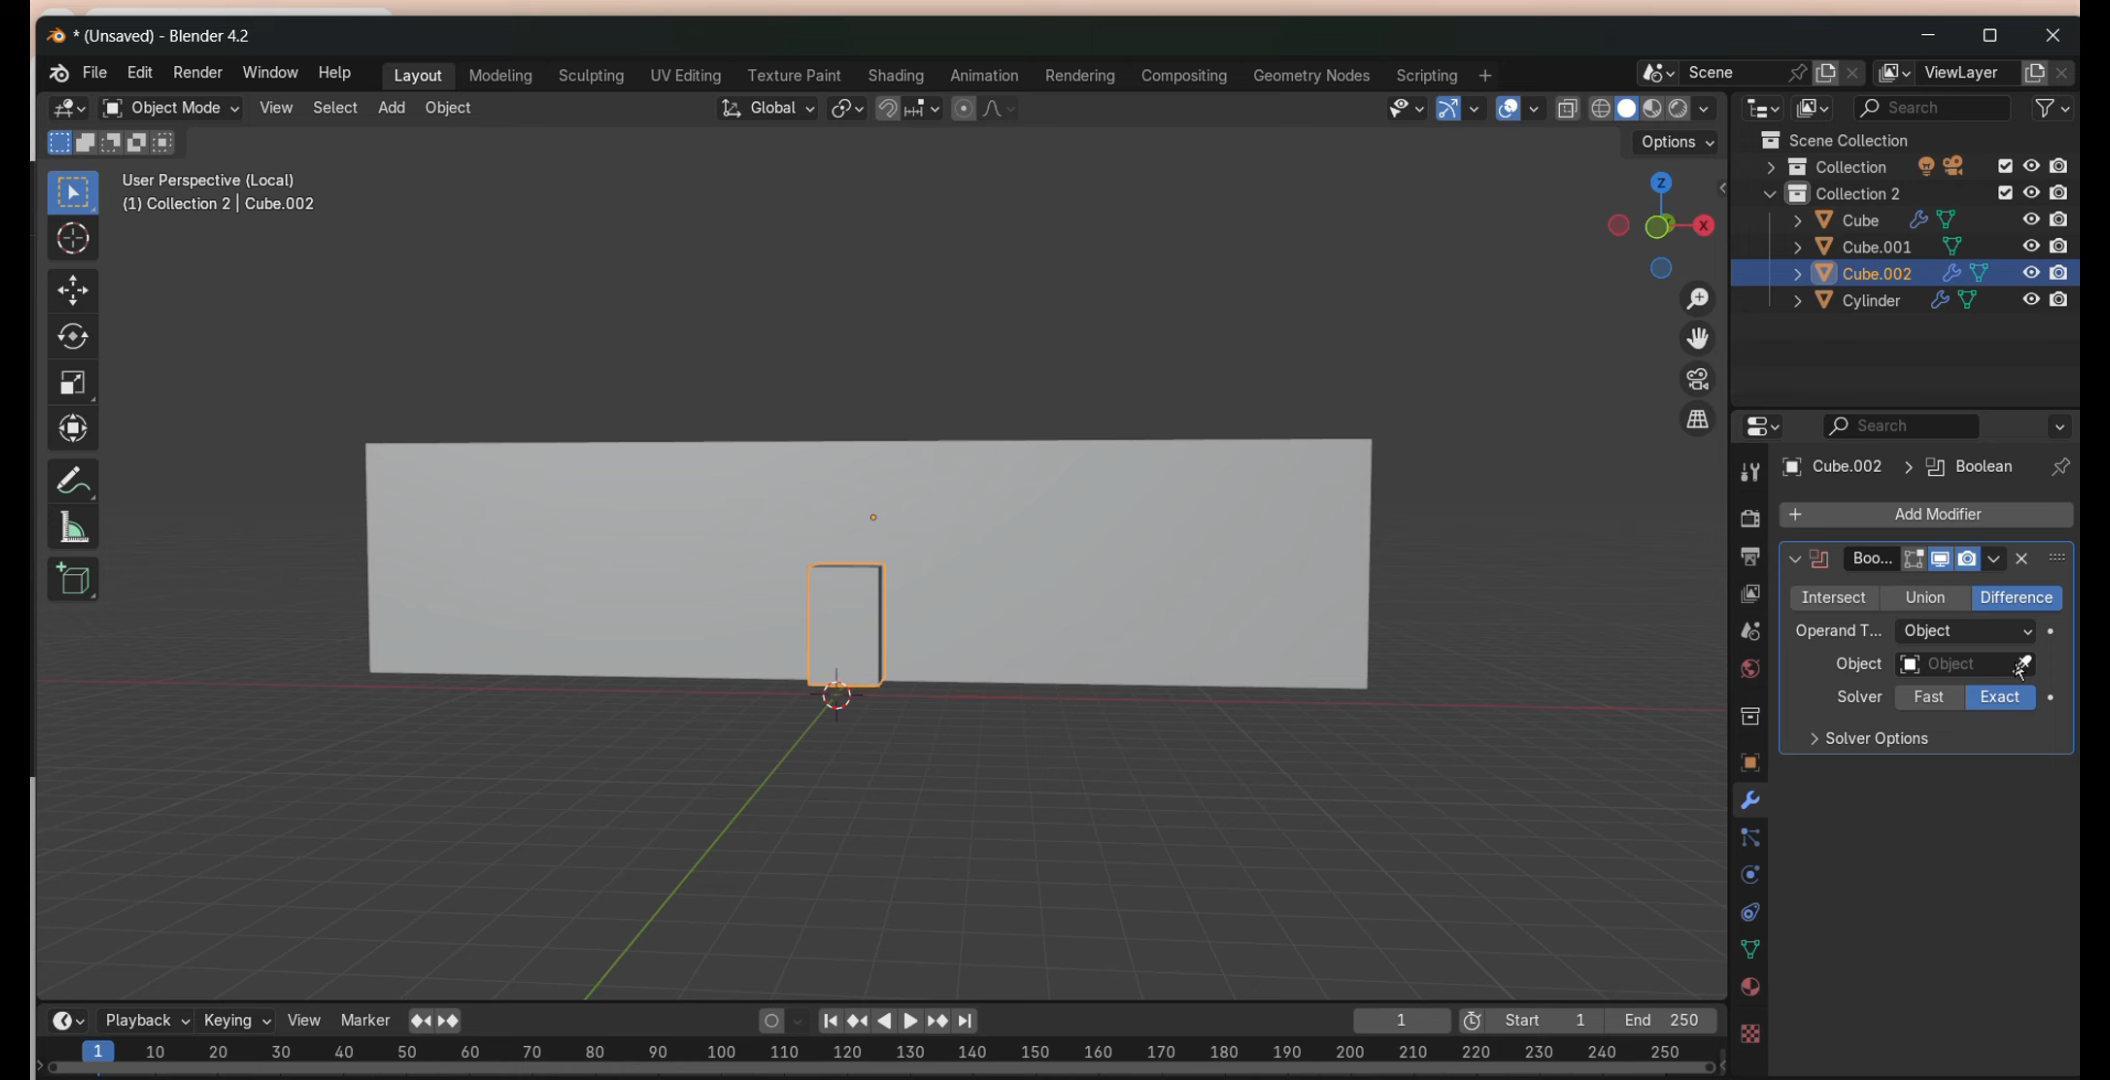 * (Unsaved) - Blender 4.2
File Edit Render Window Help Layout Modeling Sculpting UV Editing Texture Paint Shading Animation Rendering Compositing Geometry Nodes Scripting + Scene ViewLayer
Object Mode View Select Add Object Global Search
Options
User Perspective (Local)
(1) Collection 2 | Cube.002
Z
X
Scene Collection
Collection
Collection 2
Cube
Cube.001
Cube.002
Cylinder
Search
Cube.002 > Boolean
+ Add Modifier
Boo...
Intersect Union Difference
Operand T... Object
Object Object
Solver Fast Exact
> Solver Options
Playback Keying View Marker 1 Start 1 End 250
1 10 20 30 40 50 60 70 80 90 100 110 120 130 140 150 160 170 180 190 200 210 220 230 240 250